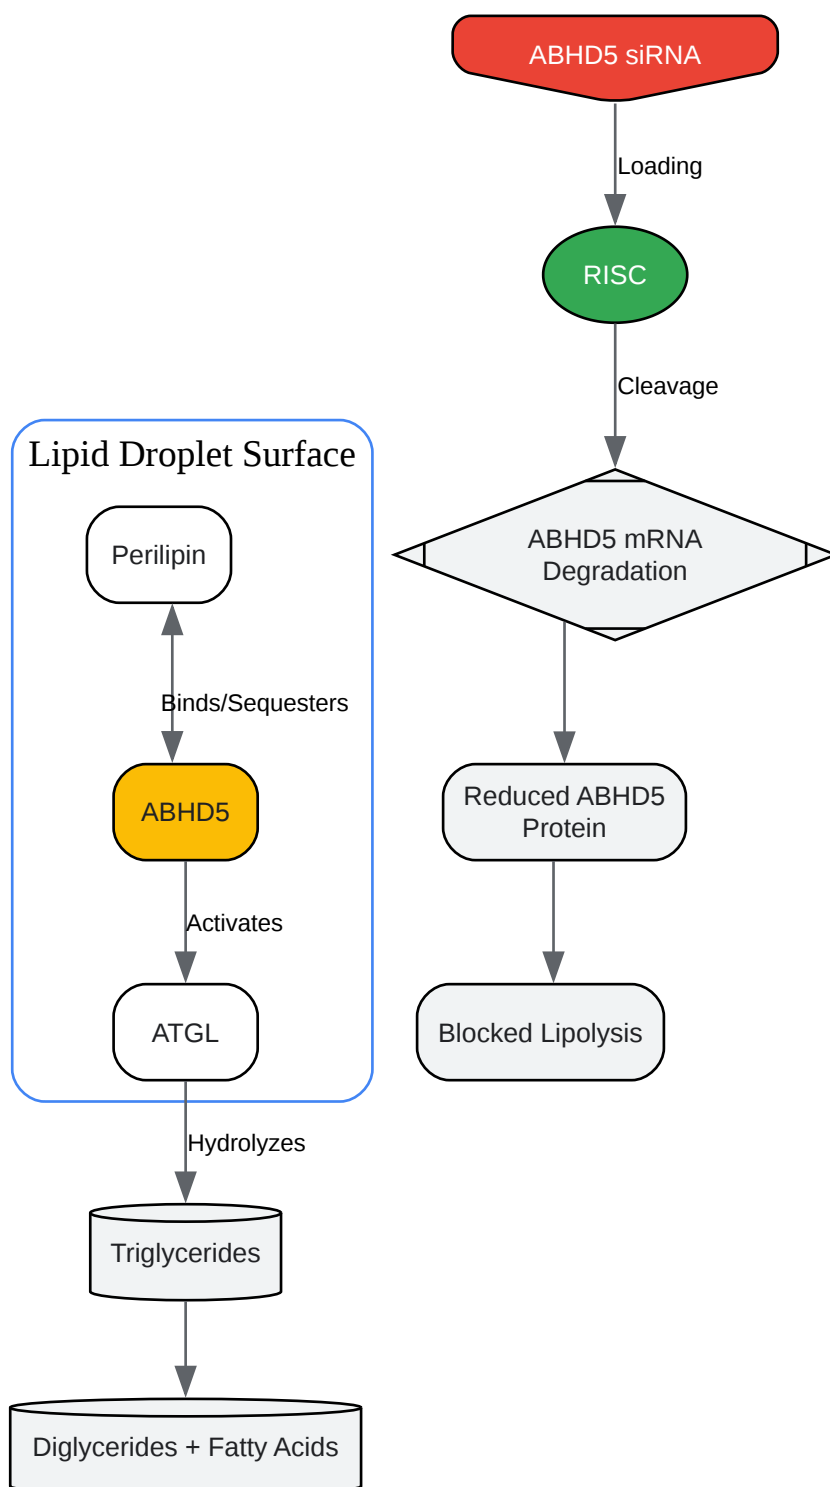 ABHD5 siRNA
Loading
RISC
Cleavage
Lipid Droplet Surface
Perilipin
ABHD5 mRNA
Degradation
Binds/Sequesters
ABHD5
Reduced ABHD5
Protein
Activates
ATGL
Blocked Lipolysis
Hydrolyzes
Triglycerides
Diglycerides + Fatty Acids